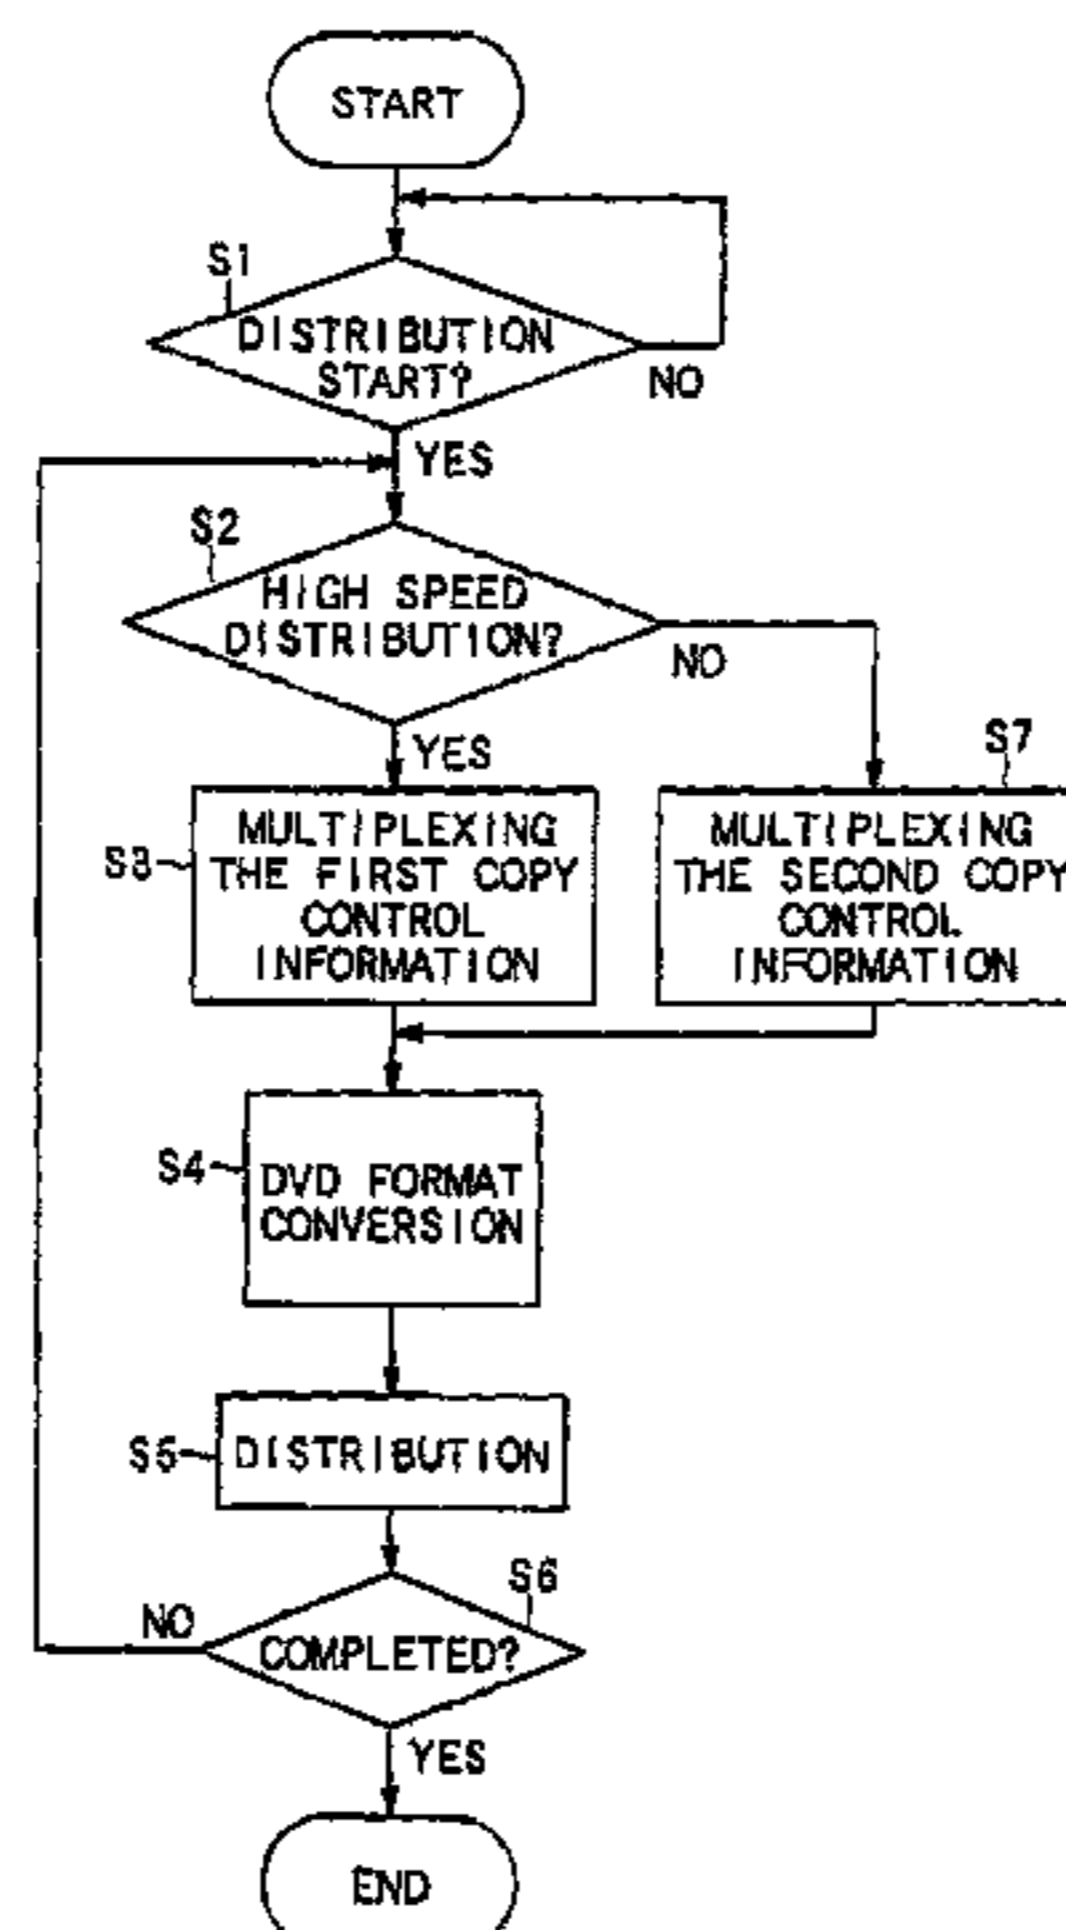 START
S1
DISTRIBUTION
START?
NO
YES
S2
HIGH SPEED
DISTRIBUTION?
NO
YES
S3
MULTIPLEXING
THE FIRST COPY
CONTROL
INFORMATION
S7
MULTIPLEXING
THE SECOND COPY
CONTROL
INFORMATION
S4
DVD FORMAT
CONVERSION
S5
DISTRIBUTION
S6
COMPLETED?
NO
YES
END